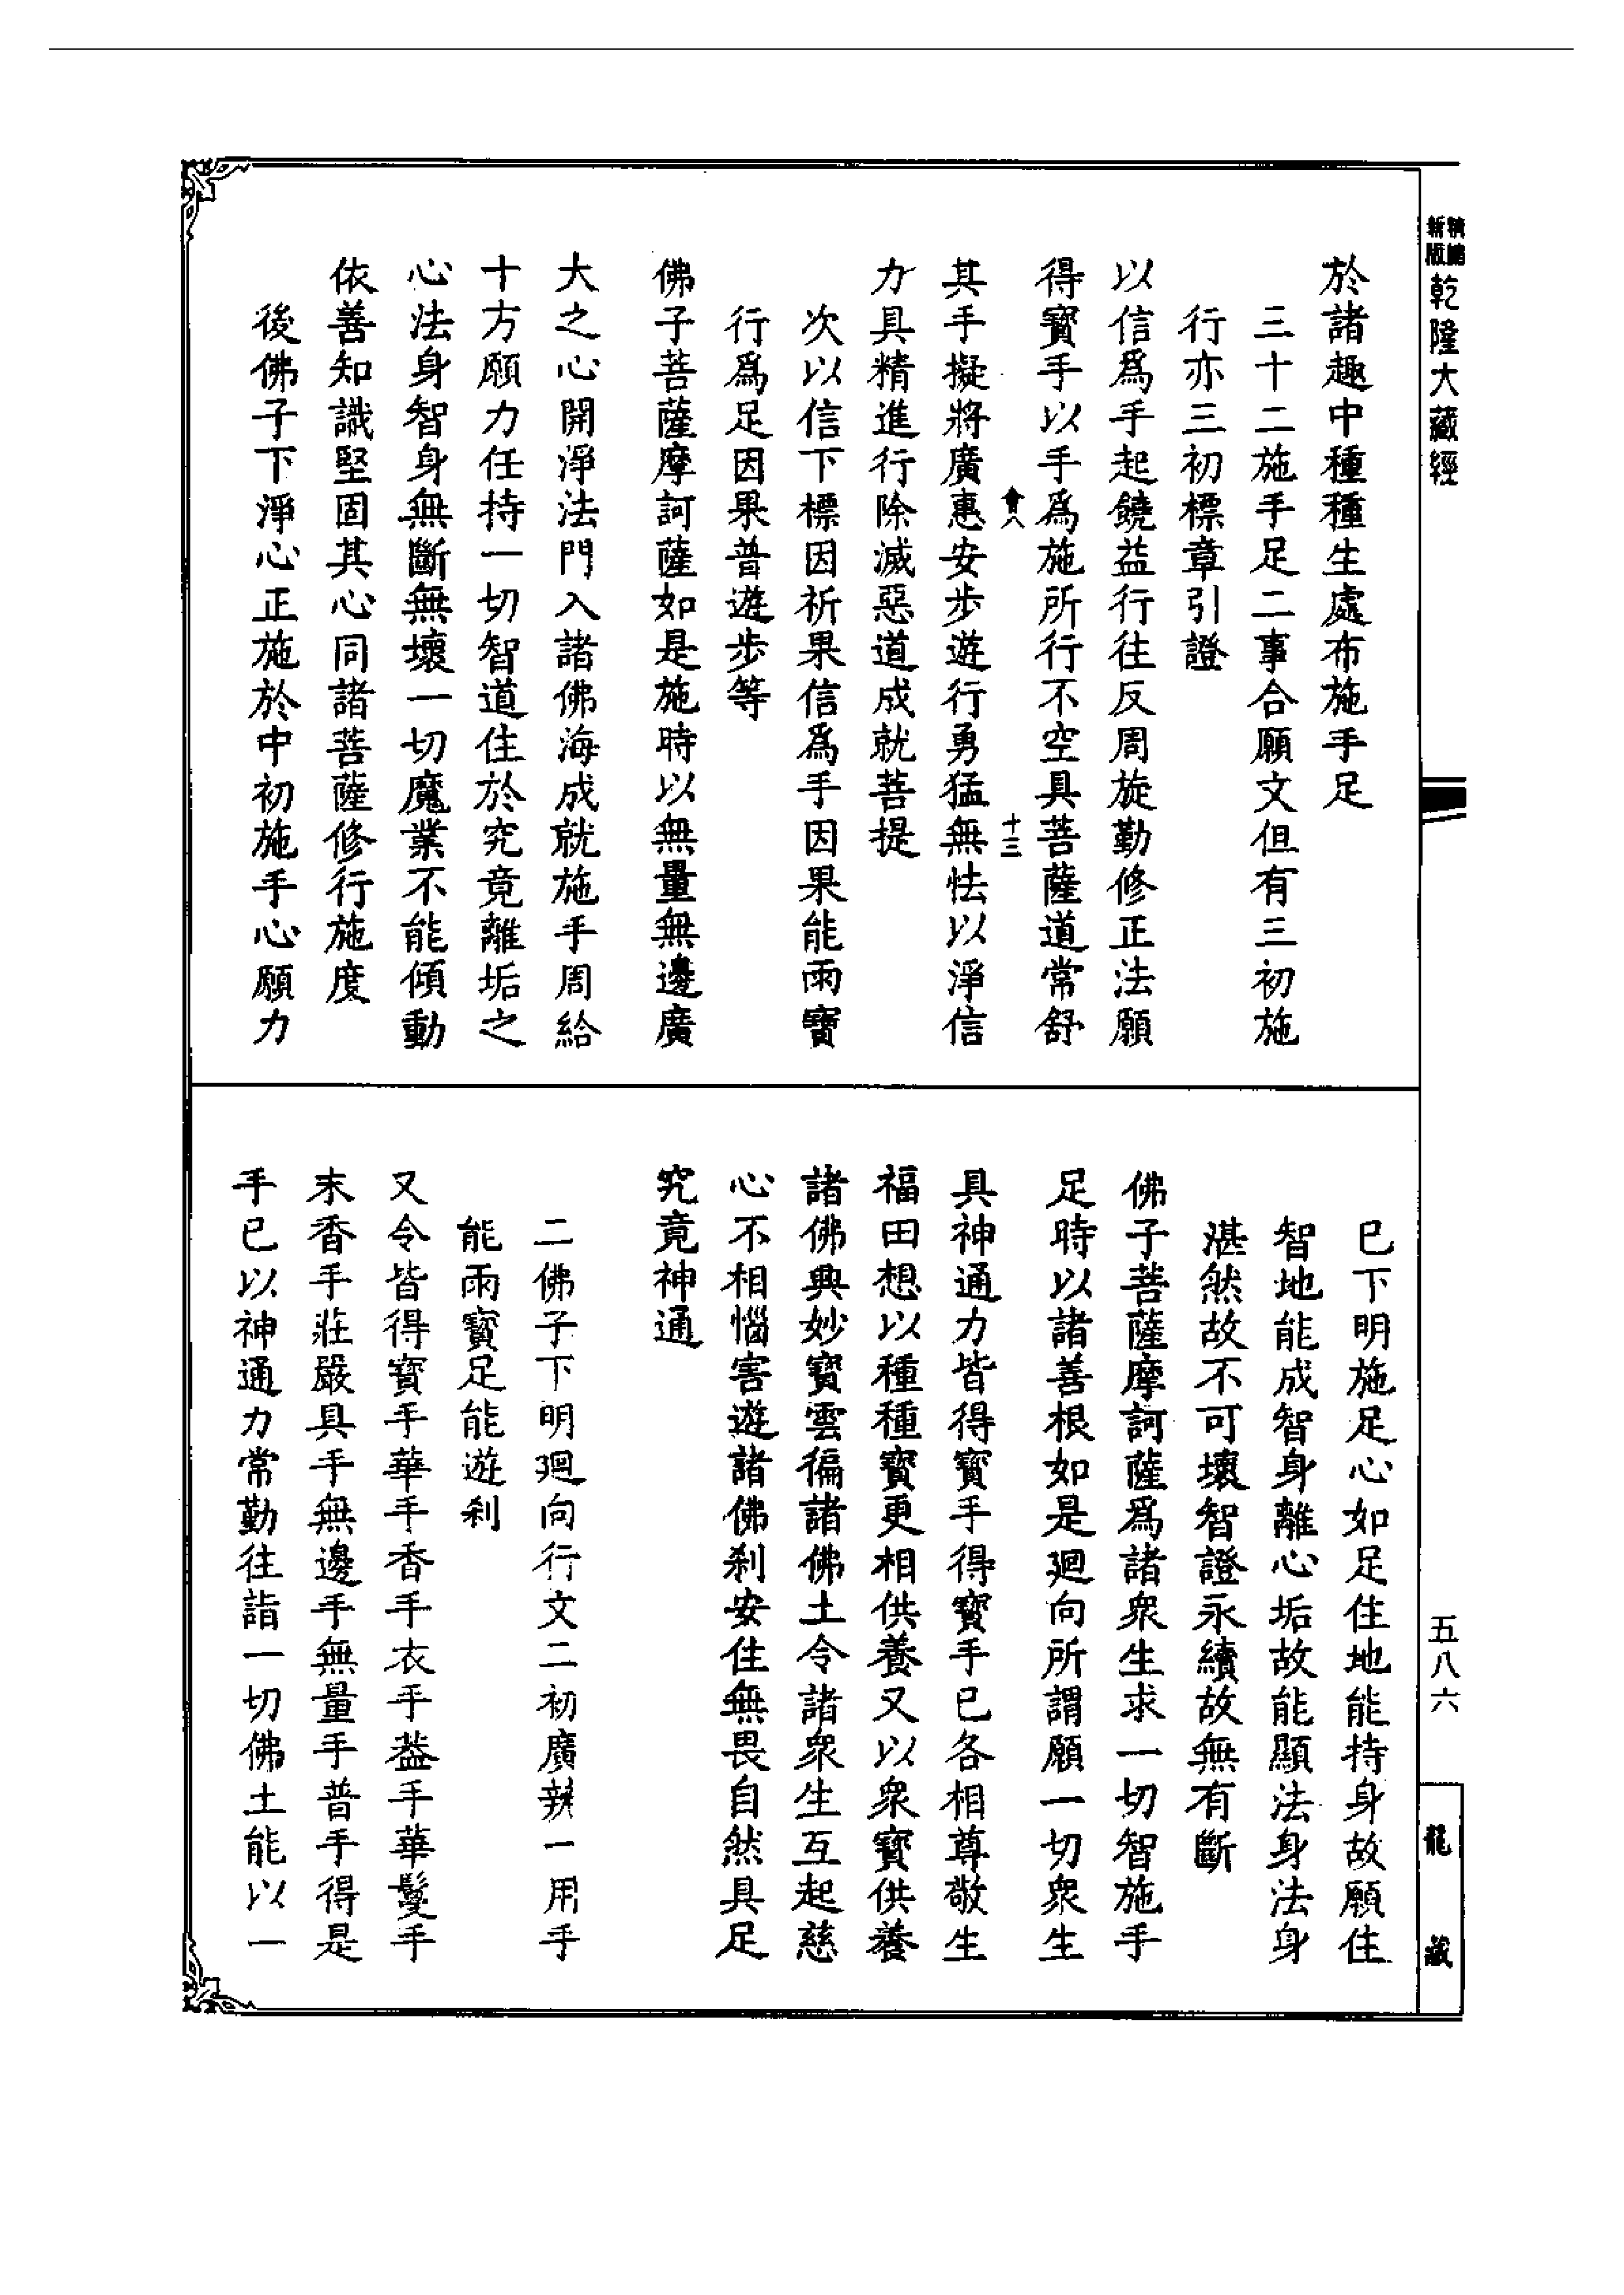 精縮
新版
乾隆大藏經
於諸趣中種種生處布施手足
三十二施手足二事合願文但有三初施
行亦三初標章引證
以信爲手起饒益行往反周旋勤修正法願
得寶手以手爲施所行不空具菩薩道常舒
會八
十三
其手擬將廣惠安步遊行勇猛無怯以淨信
力具精進行除滅惡道成就菩提
次以信下標因祈果信爲手因果能雨寶
行爲足因果普遊步等
佛子菩薩摩訶薩如是施時以無量無邊廣
大之心開淨法門入諸佛海成就施手周給
十方願力任持一切智道住於究竟離垢之
心法身智身無斷無壞一切魔業不能傾動
依善知識堅固其心同諸菩薩修行施度
後佛子下淨心正施於中初施手心願力
巳下明施足心如足住地能持身故願住
智地能成智身離心垢故能顯法身法身
湛然故不可壞智證永續故無有斷
佛子菩薩摩訶薩爲諸衆生求一切智施手
足時以諸善根如是廻向所謂願一切衆生
具神通力皆得寶手得寶手已各相尊敬生
福田想以種種寶更相供養又以衆寶供養
諸佛興妙寶雲徧諸佛土令諸衆生互起慈
心不相惱害遊諸佛刹安住無畏自然具足
究竟神通
二佛子下明廻向行文二初廣辨一用手
能雨寶足能遊刹
又令皆得寶手華手香手衣手葢手華鬘手
末香手莊嚴具手無邊手無量手普手得是
手已以神通力常勤往詣一切佛土能以一
五八六
龍藏